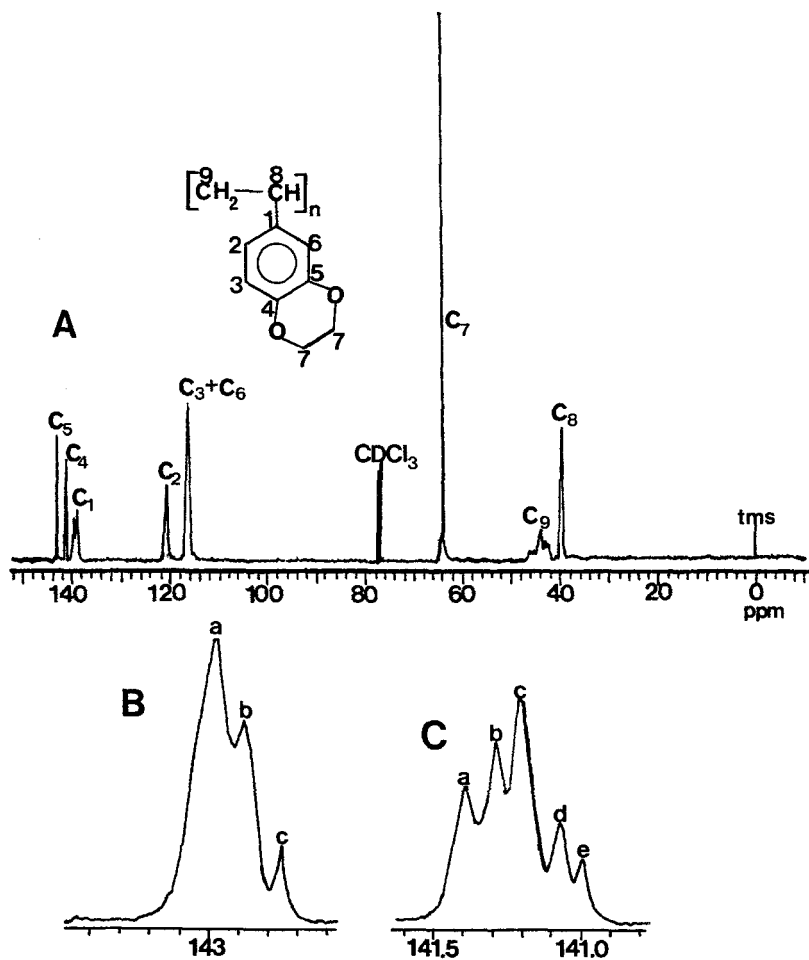 9 8
[CH2—CH]n
1
2 6
3 5
4 O
O 7
7
A
C7
C3+C6
C5
C4
C1
C2
CDCl3
C8
C9
tms
140 120 100 80 60 40 20 0
ppm
B
a
b
c
143
C
a
b
c
d
e
141.5 141.0